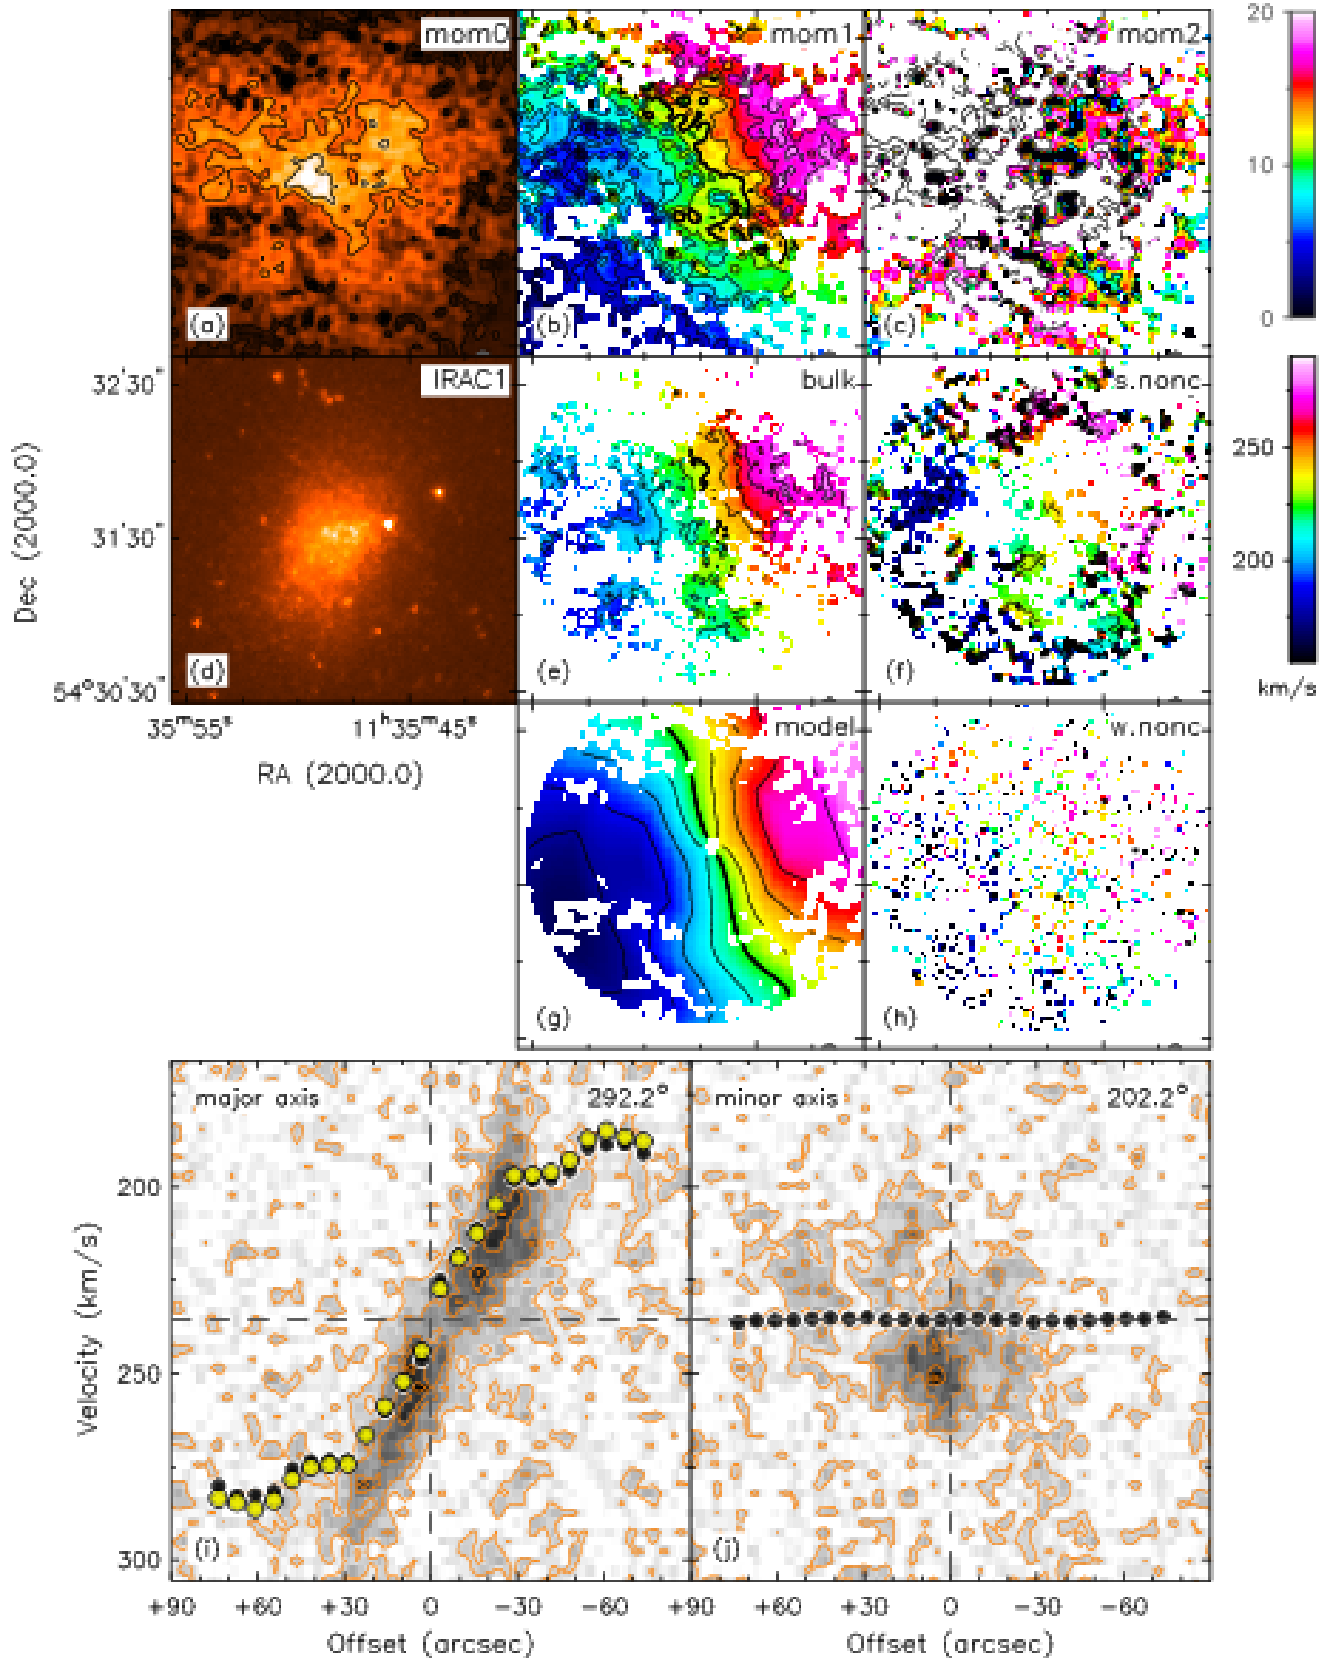 mom0
mom1
mom2
20
10
0
(a)
(b)
(c)
IRAC1
bulk
s.nonc
32'30"
31'30"
54°30'30"
Dec (2000.0)
250
200
km/s
(d)
(e)
(f)
35ᵐ55ˢ
11ʰ35ᵐ45ˢ
RA (2000.0)
model
w.nonc
(g)
(h)
major axis
292.2°
minor axis
202.2°
200
250
300
Velocity (km/s)
(i)
(j)
+90
+60
+30
0
-30
-60
+90
+60
+30
0
-30
-60
Offset (arcsec)
Offset (arcsec)